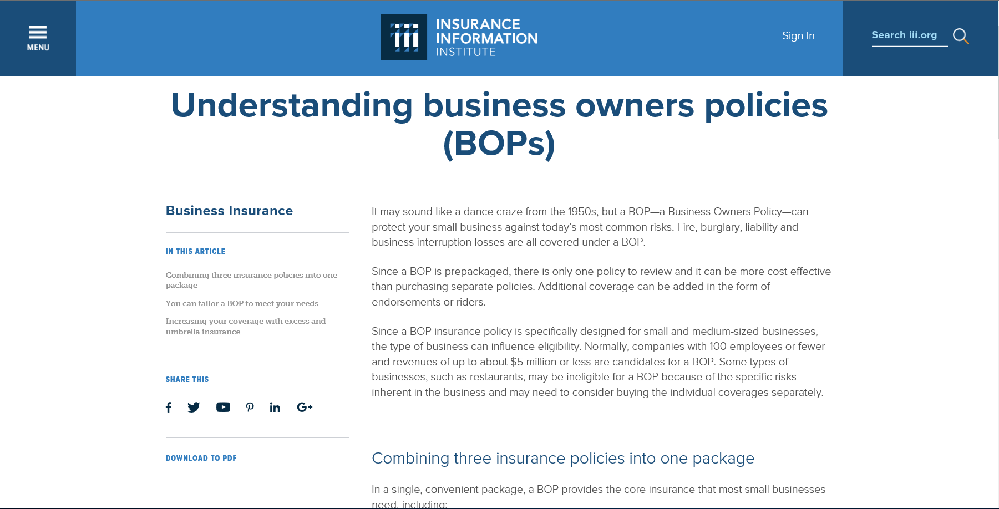 MENU
INSURANCE
INFORMATION
INSTITUTE
Sign In
Search iii.org
Understanding business owners policies
(BOPs)
Business Insurance
IN THIS ARTICLE
Combining three insurance policies into one
package
You can tailor a BOP to meet your needs
Increasing your coverage with excess and
umbrella insurance
SHARE THIS
DOWNLOAD TO PDF
It may sound like a dance craze from the 1950s, but a BOP—a Business Owners Policy—can
protect your small business against today’s most common risks. Fire, burglary, liability and
business interruption losses are all covered under a BOP.
Since a BOP is prepackaged, there is only one policy to review and it can be more cost effective
than purchasing separate policies. Additional coverage can be added in the form of
endorsements or riders.
Since a BOP insurance policy is specifically designed for small and medium-sized businesses,
the type of business can influence eligibility. Normally, companies with 100 employees or fewer
and revenues of up to about $5 million or less are candidates for a BOP. Some types of
businesses, such as restaurants, may be ineligible for a BOP because of the specific risks
inherent in the business and may need to consider buying the individual coverages separately.
Combining three insurance policies into one package
In a single, convenient package, a BOP provides the core insurance that most small businesses
need, including: